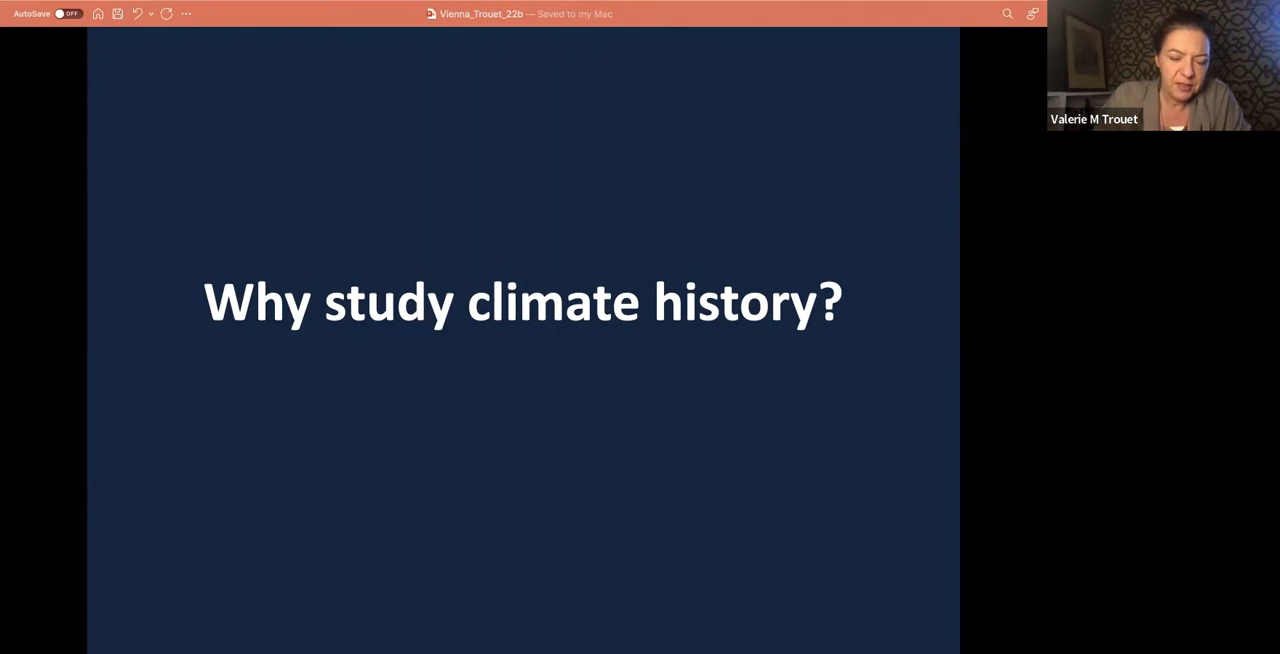 AutoSave OFF
Vienna_Trouet_22b — Saved to my Mac
Valerie M Trouet
Why study climate history?